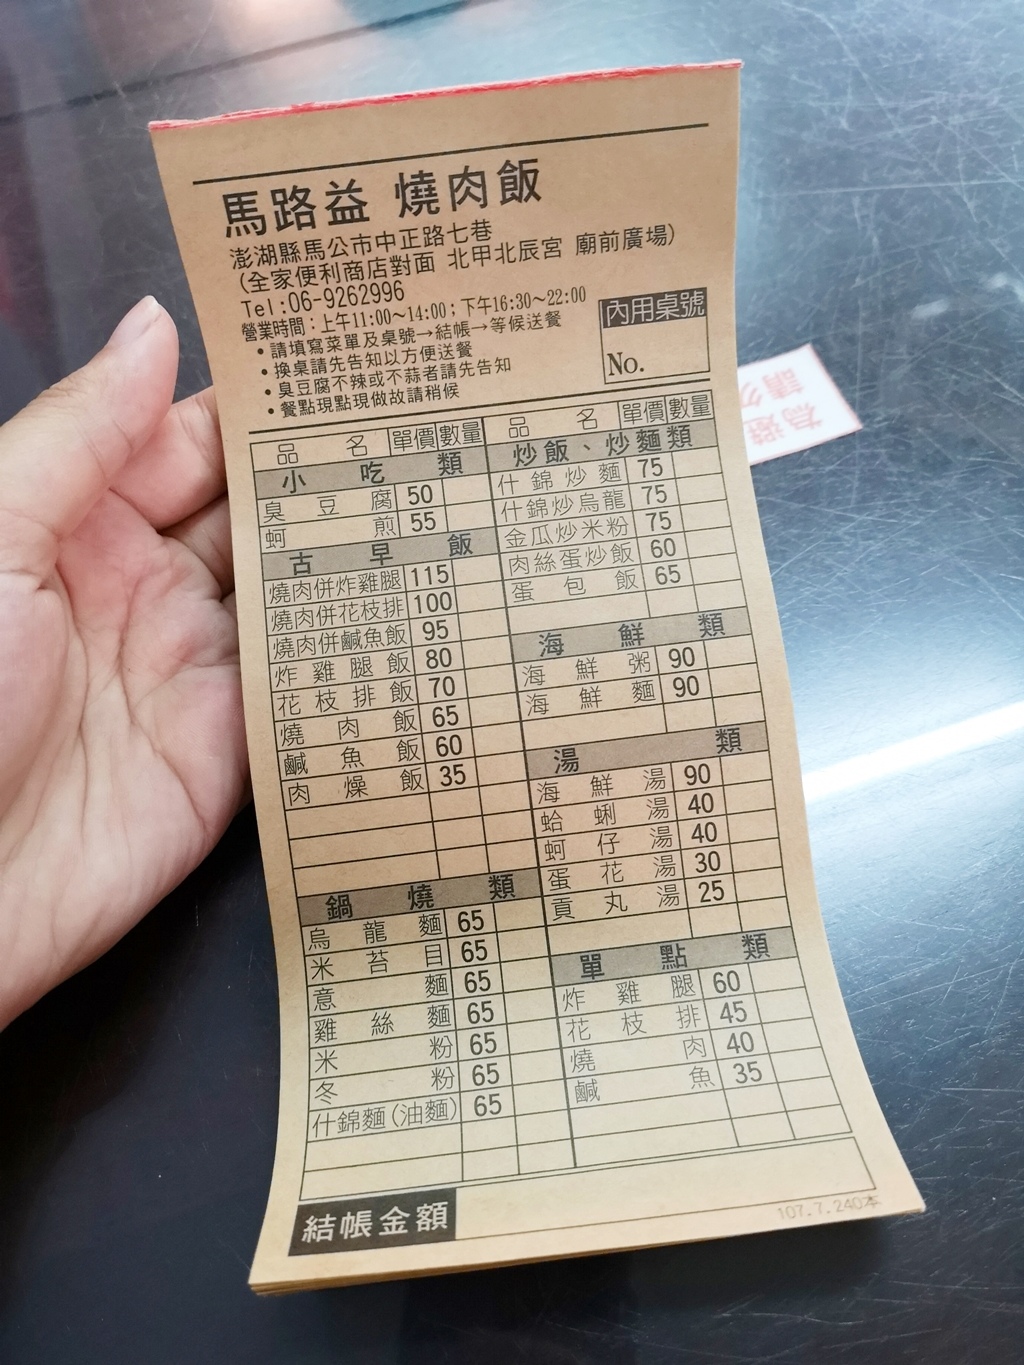 馬路益 燒肉飯
澎湖縣馬公市中正路七巷
(全家便利商店對面 北甲北辰宮 廟前廣場)
Tel:06-9262996
營業時間：上午11:00～14:00；下午16:30～22:00
•請填寫菜單及桌號→結帳→等候送餐
•換桌請先告知以方便送餐
•臭豆腐不辣或不蒜者請先告知
•餐點現點現做故請稍候
內用桌號
No.
品名 單價 數量
小吃類
臭豆腐 50
蚵煎 55
古早飯
燒肉併炸雞腿 115
燒肉併花枝排 100
燒肉併鹹魚飯 95
炸雞腿飯 80
花枝排飯 70
燒肉飯 65
鹹魚飯 60
肉燥飯 35
鍋燒類
烏龍麵 65
米苔目 65
意麵 65
雞絲麵 65
米粉 65
冬粉 65
什錦麵(油麵) 65
品名 單價 數量
炒飯、炒麵類
什錦炒麵 75
什錦炒烏龍 75
金瓜炒米粉 75
肉絲蛋炒飯 60
蛋包飯 65
海鮮類
海鮮粥 90
海鮮麵 90
湯類
海鮮湯 90
蛤蜊湯 40
蚵仔湯 40
蛋花湯 30
貢丸湯 25
單點類
炸雞腿 60
花枝排 45
燒肉 40
鹹魚 35
結帳金額
107.7.240本
為避
請勿